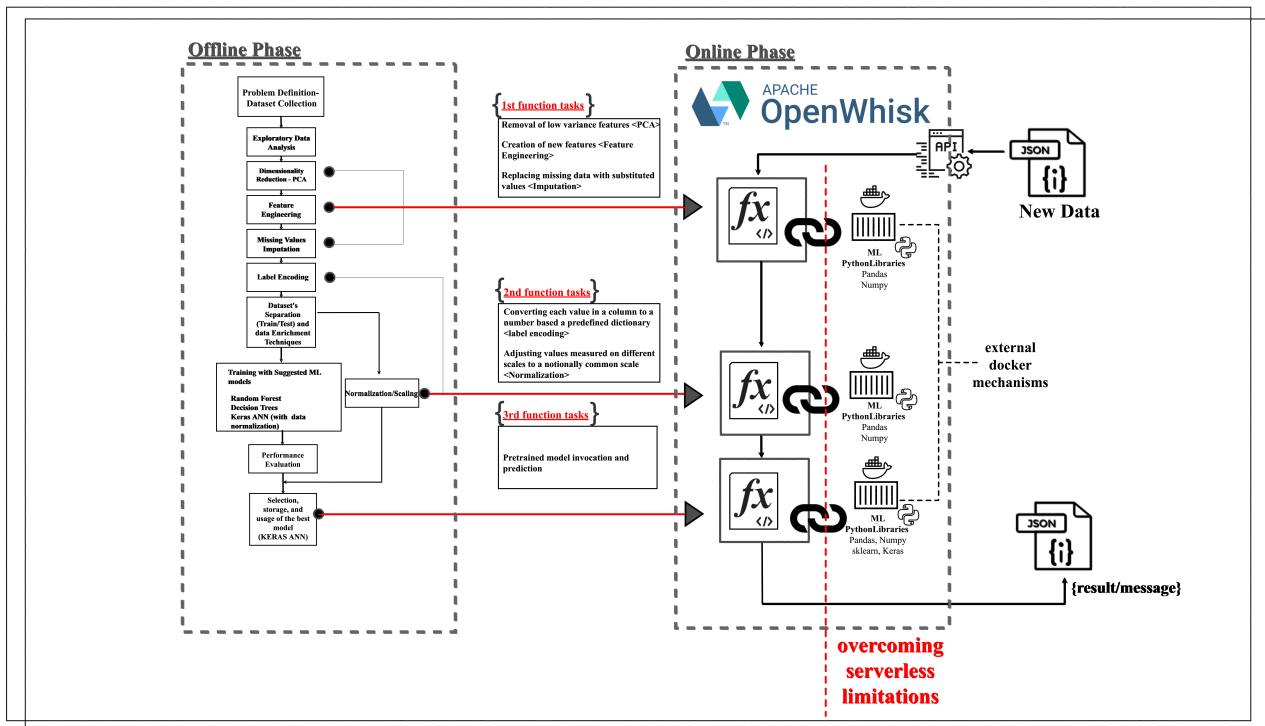 Offline Phase
Problem Definition-
Dataset Collection
Exploratory Data
Analysis
Dimensionality
Reduction - PCA
Feature
Engineering
Missing Values
Imputation
Label Encoding
Dataset's
Separation
(Train/Test) and
data Enrichment
Techniques
Training with Suggested ML
models
Random Forest
Decision Trees
Keras ANN (with data
normalization)
Normalization/Scaling
Performance
Evaluation
Selection,
storage, and
usage of the best
model
(KERAS ANN)
{1st function tasks}
Removal of low variance features <PCA>
Creation of new features <Feature
Engineering>
Replacing missing data with substituted
values <Imputation>
{2nd function tasks}
Converting each value in a column to a
number based a predefined dictionary
<label encoding>
Adjusting values measured on different
scales to a notionally common scale
<Normalization>
{3rd function tasks}
Pretrained model invocation and
prediction
Online Phase
APACHE
OpenWhisk
TM
API
JSON
{i}
New Data
fx
</>
ML
PythonLibraries
Pandas
Numpy
fx
</>
ML
PythonLibraries
Pandas
Numpy
fx
</>
ML
PythonLibraries
Pandas, Numpy
sklearn, Keras
external
docker
mechanisms
JSON
{i}
{result/message}
overcoming
serverless
limitations